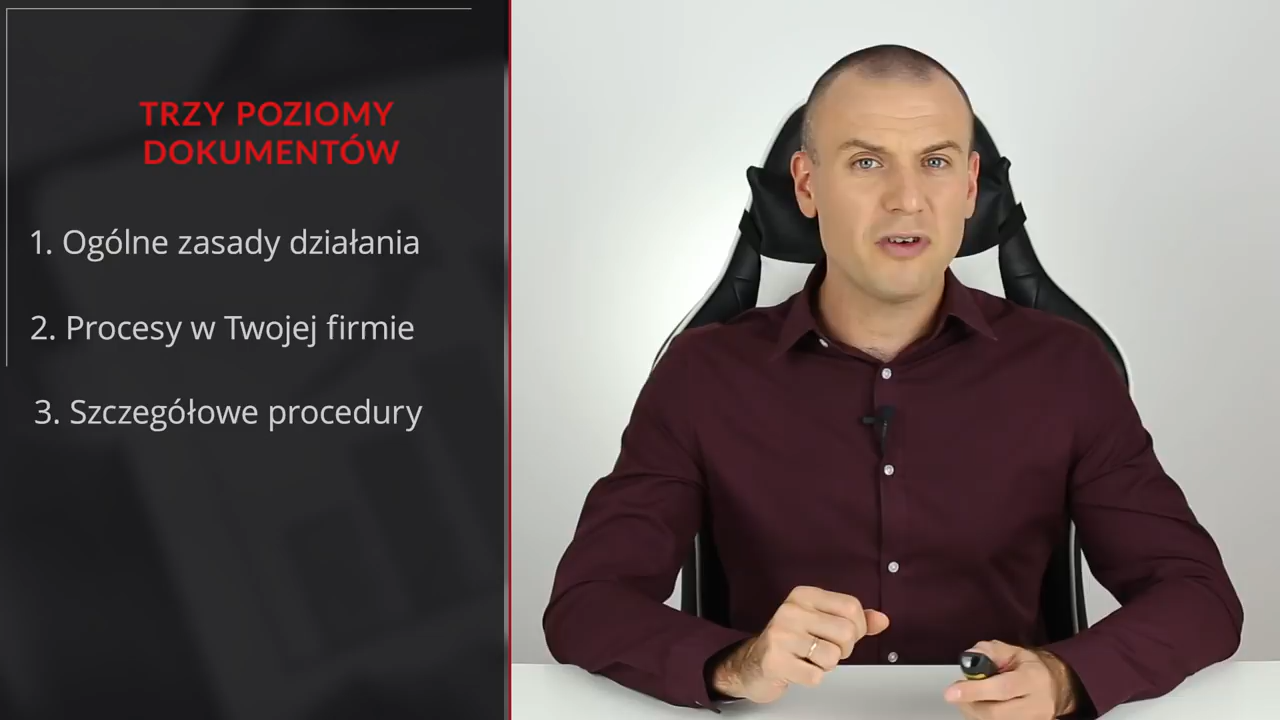 TRZY POZIOMY
DOKUMENTÓW
1. Ogólne zasady działania
2. Procesy w Twojej firmie
3. Szczegółowe procedury